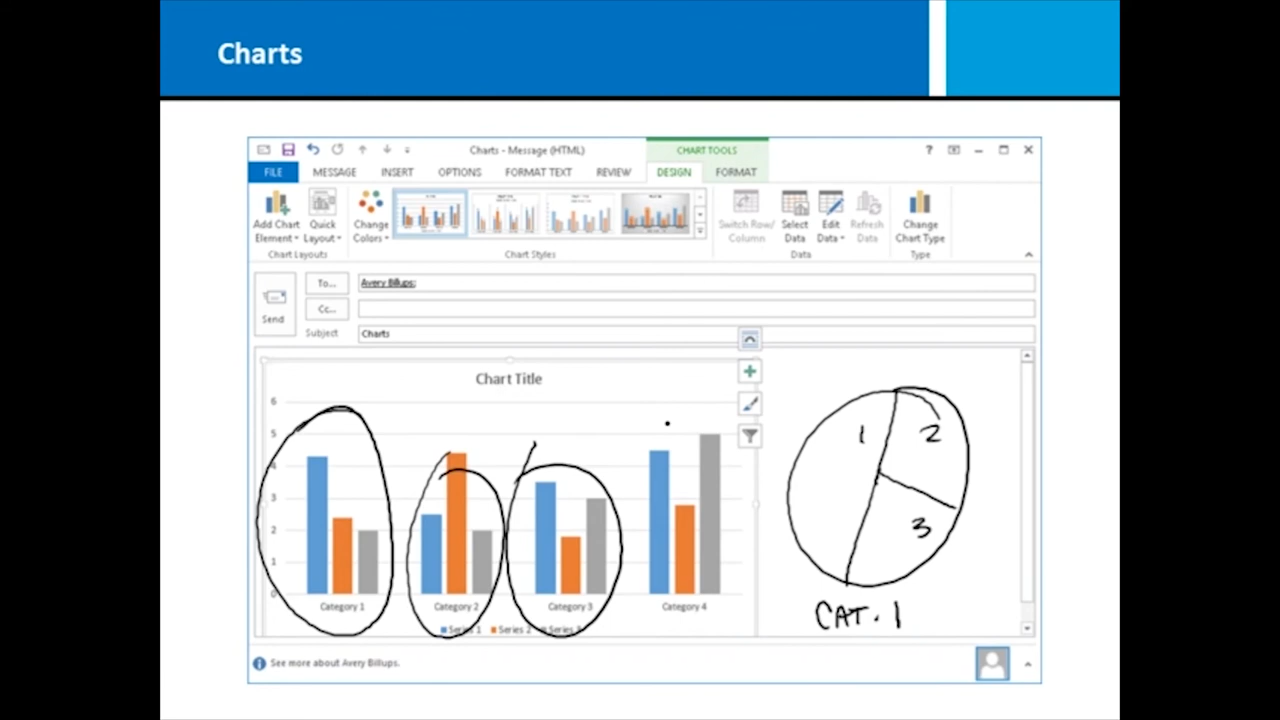 Charts
Charts - Message (HTML)
CHART TOOLS
?
FILE
MESSAGE
INSERT
OPTIONS
FORMAT TEXT
REVIEW
DESIGN
FORMAT
Add Chart
Element
Quick
Layout
Change
Colors
Switch Row/
Column
Select
Data
Edit
Data
Refresh
Data
Change
Chart Type
Chart Layouts
Chart Styles
Data
Type
To...
Avery Billups;
Cc...
Send
Subject
Charts
Chart Title
6
5
4
3
2
1
0
Category 1
Category 2
Category 3
Category 4
Series 1
Series 2
Series 3
1
2
3
CAT. 1
See more about Avery Billups.